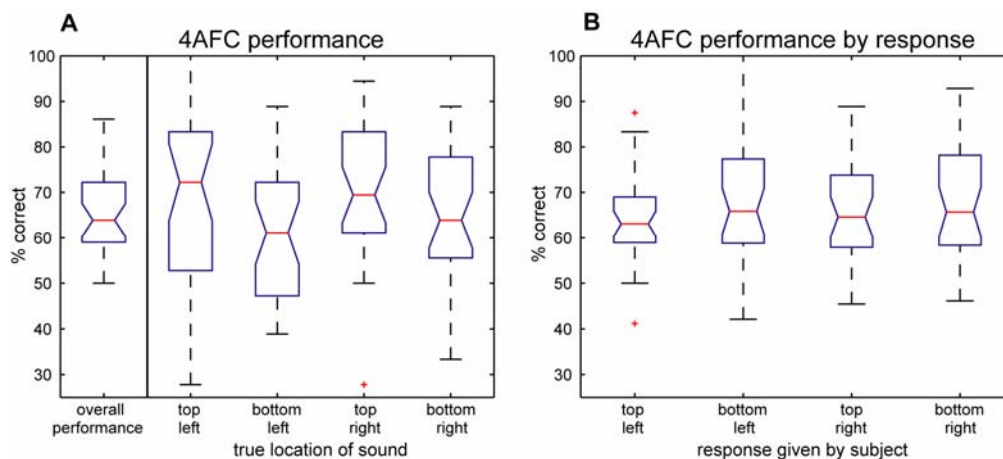 A
4AFC performance
100
90
80
70
60
50
40
30
% correct
overall performance
top left
bottom left
top right
bottom right
true location of sound
B
4AFC performance by response
100
90
80
70
60
50
40
30
% correct
top left
bottom left
top right
bottom right
response given by subject